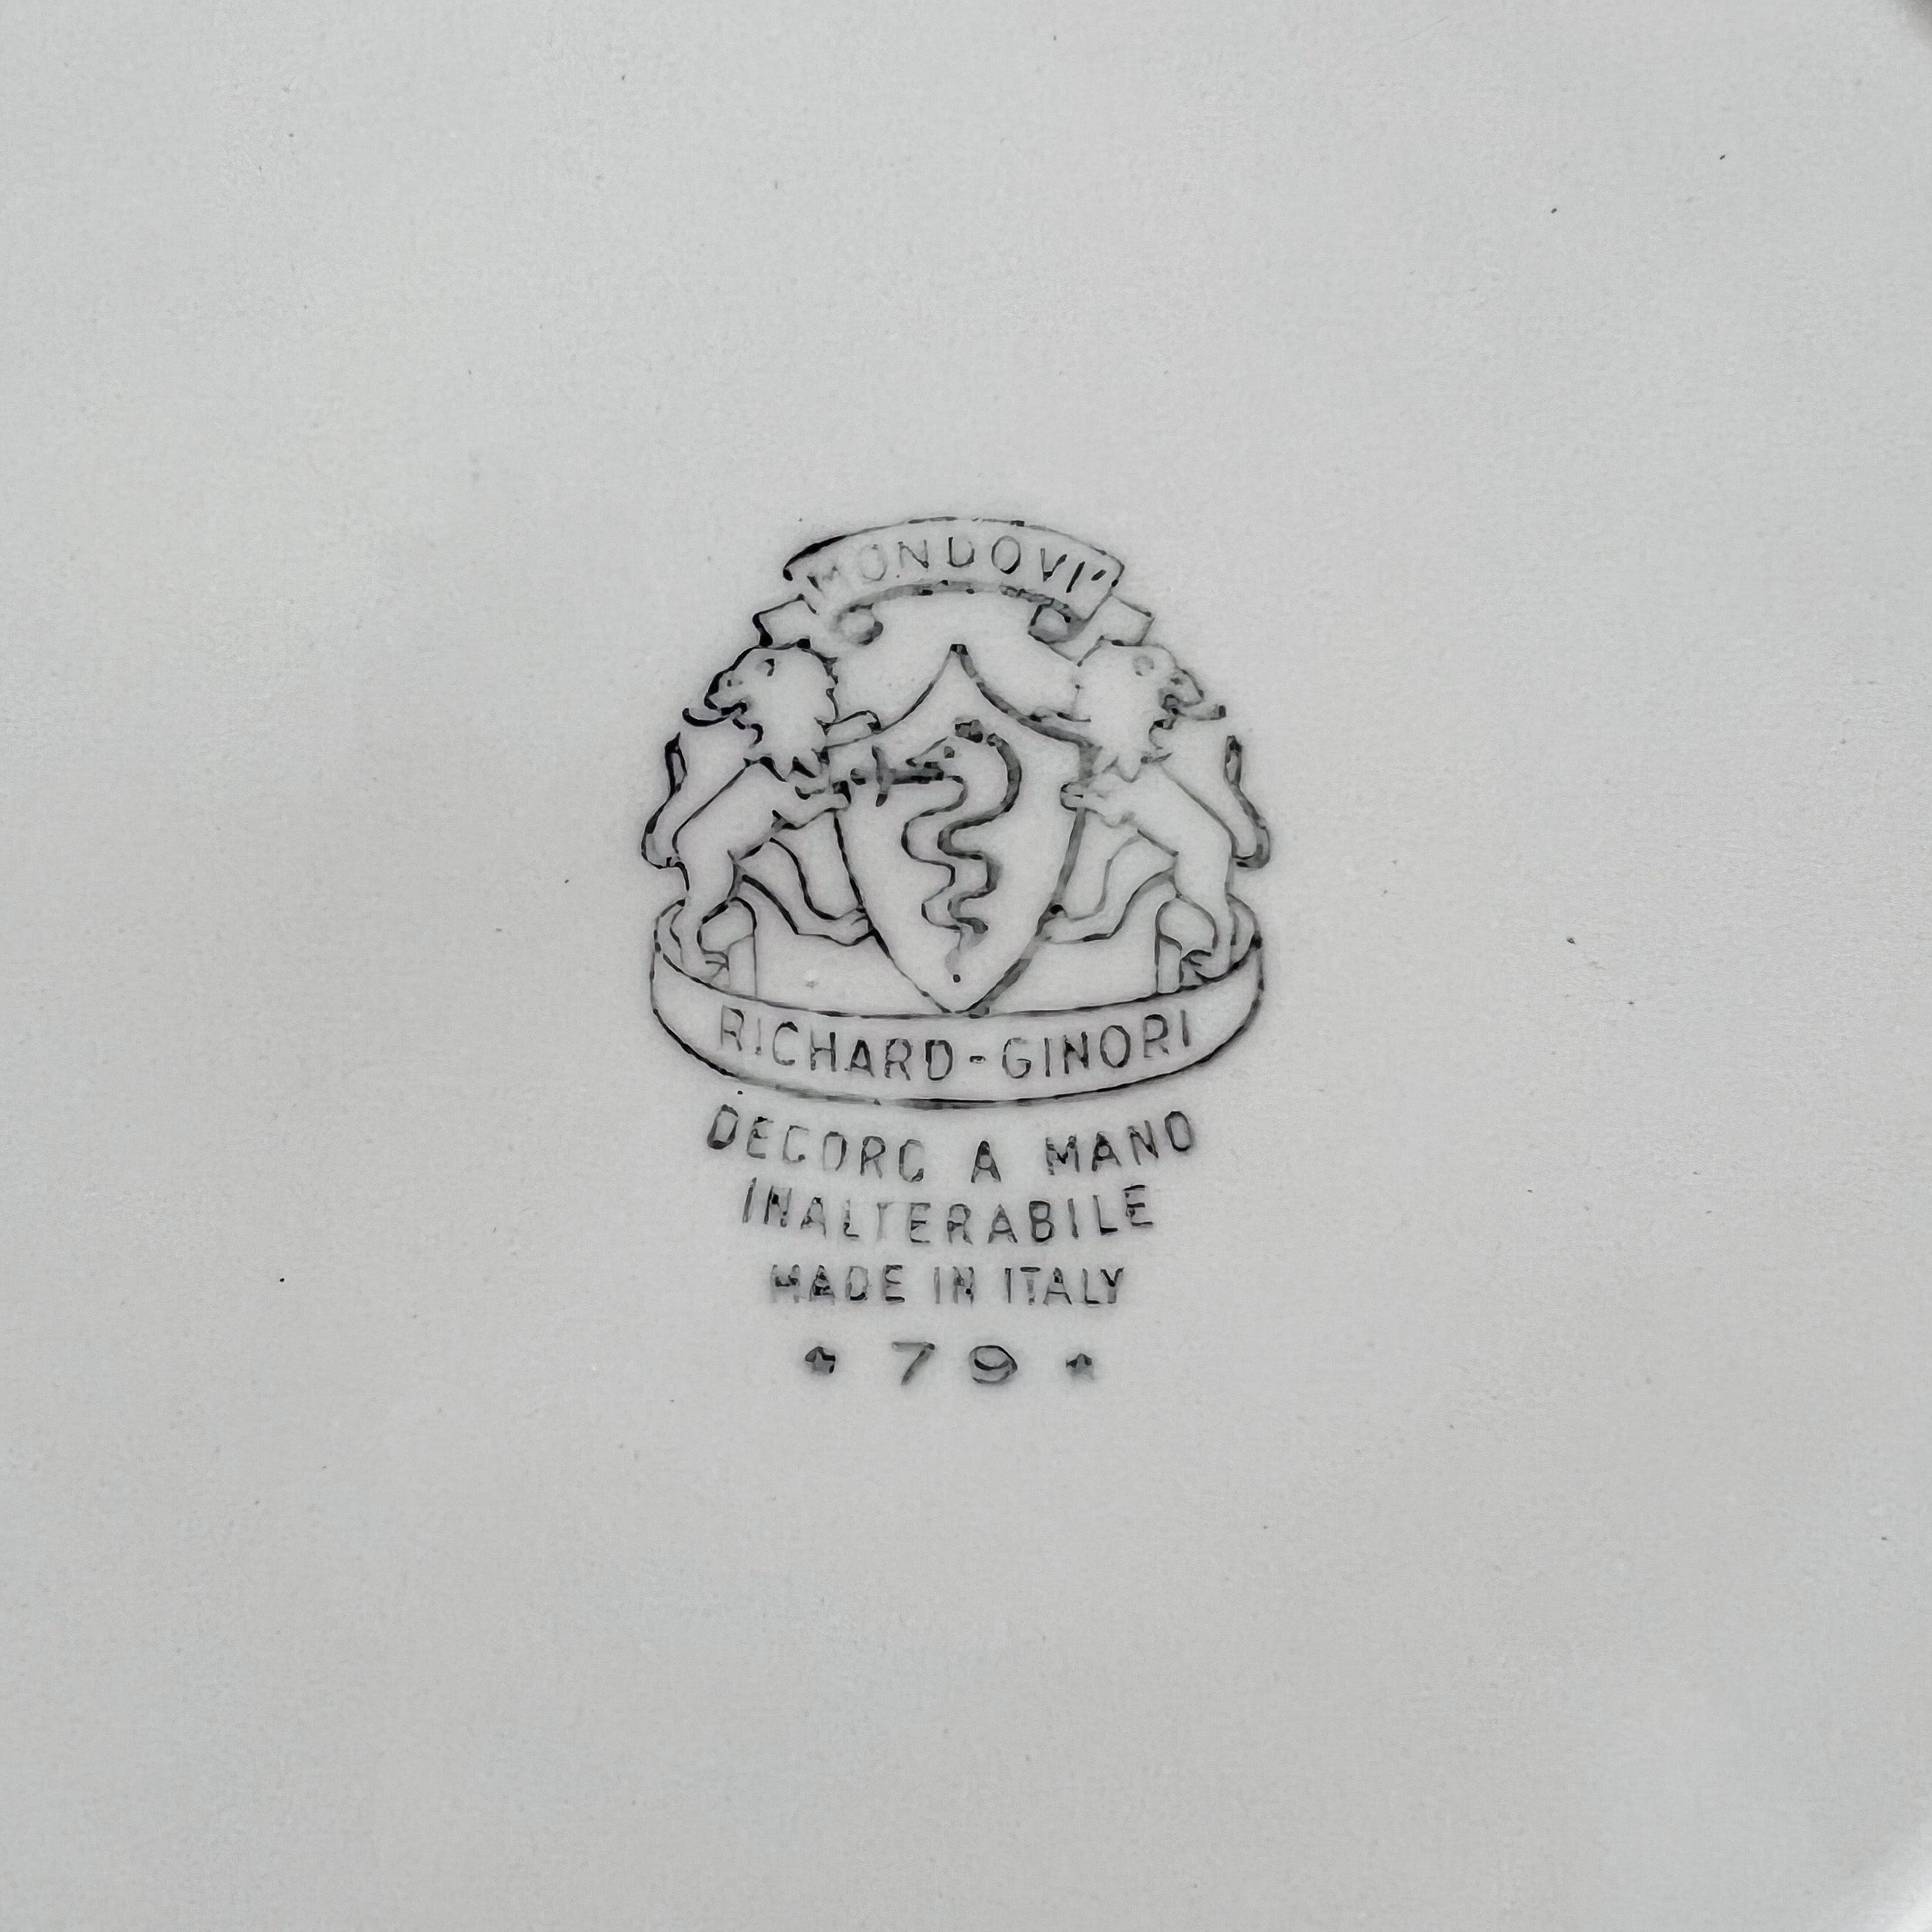 MONDOVI'
RICHARD-GINORI
DECORO A MANO
INALTERABILE
MADE IN ITALY
* 79 *